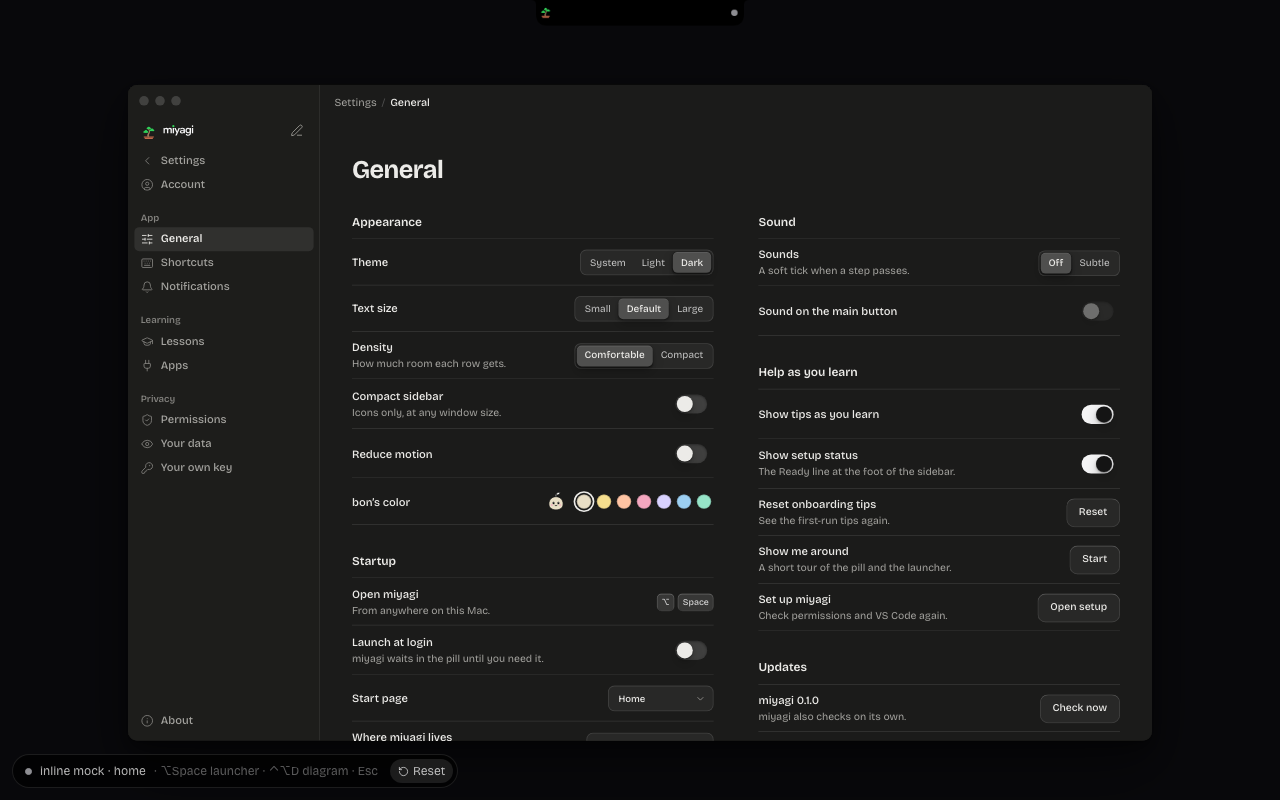 miyagi
Settings
Account
App
General
Shortcuts
Notifications
Learning
Lessons
Apps
Privacy
Permissions
Your data
Your own key
About
Settings / General
General
Appearance
Theme
System Light Dark
Text size
Small Default Large
Density
How much room each row gets.
Comfortable Compact
Compact sidebar
Icons only, at any window size.
Reduce motion
bon's color
Startup
Open miyagi
From anywhere on this Mac.
⌥ Space
Launch at login
miyagi waits in the pill until you need it.
Start page
Home
Where miyagi lives
Sound
Sounds
A soft tick when a step passes.
Off Subtle
Sound on the main button
Help as you learn
Show tips as you learn
Show setup status
The Ready line at the foot of the sidebar.
Reset onboarding tips
See the first-run tips again.
Reset
Show me around
A short tour of the pill and the launcher.
Start
Set up miyagi
Check permissions and VS Code again.
Open setup
Updates
miyagi 0.1.0
miyagi also checks on its own.
Check now
inline mock · home · ⌥Space launcher · ^⌥D diagram · Esc
Reset